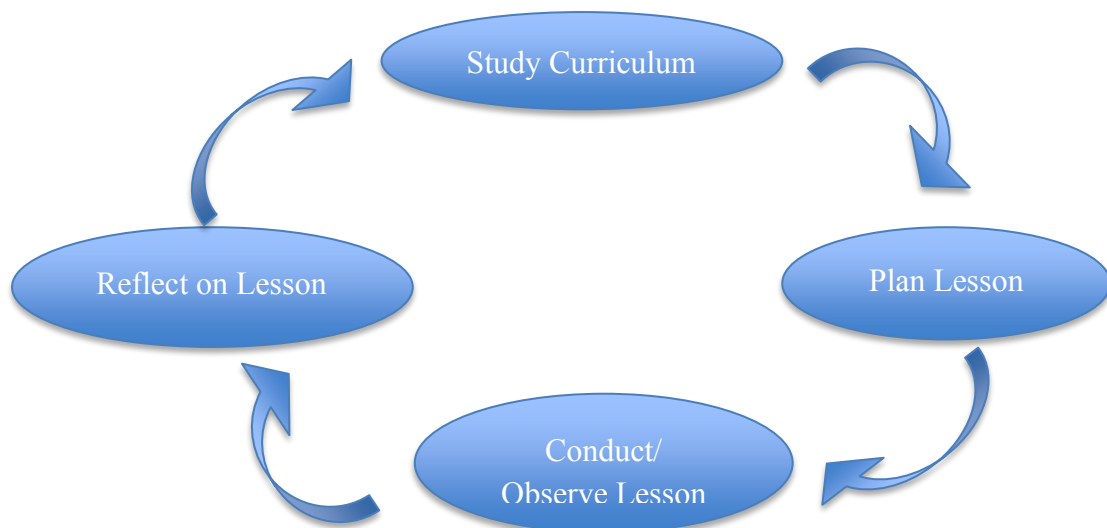 Study Curriculum
Plan Lesson
Conduct/
Observe Lesson
Reflect on Lesson